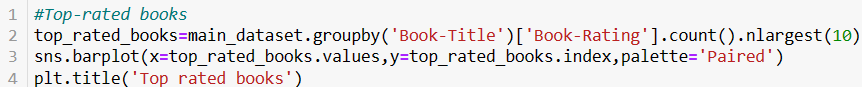 1 #Top-rated books
2 top_rated_books=main_dataset.groupby('Book-Title')['Book-Rating'].count().nlargest(10)
3 sns.barplot(x=top_rated_books.values,y=top_rated_books.index,palette='Paired')
4 plt.title('Top rated books')